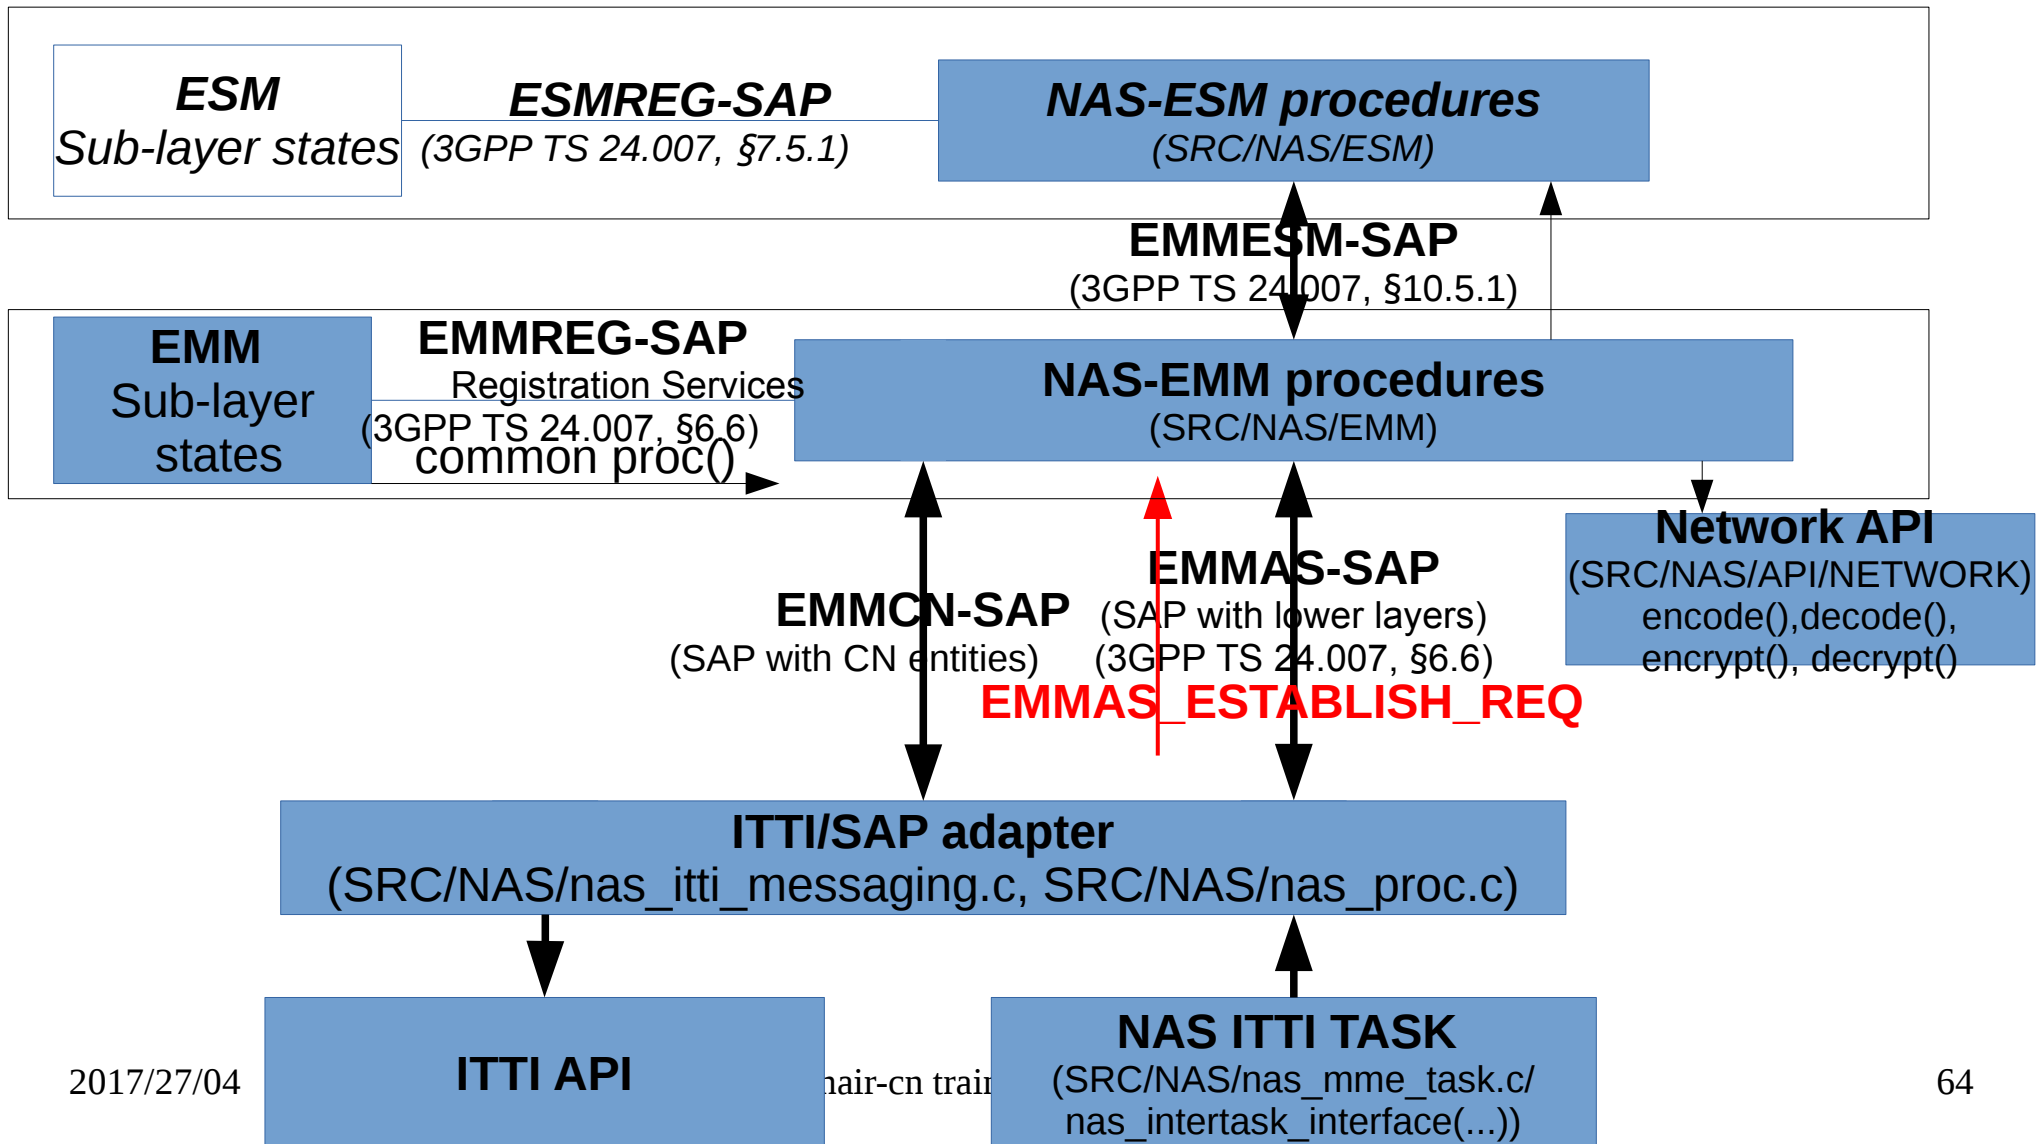 ESM
Sub-layer states
ESMREG-SAP
(3GPP TS 24.007, §7.5.1)
NAS-ESM procedures
(SRC/NAS/ESM)
EMMESM-SAP
(3GPP TS 24.007, §10.5.1)
EMM
Sub-layer
states
EMMREG-SAP
Registration Services
(3GPP TS 24.007, §6.6)
common proc()
NAS-EMM procedures
(SRC/NAS/EMM)
Network API
(SRC/NAS/API/NETWORK)
encode(),decode(),
encrypt(), decrypt()
EMMCN-SAP
(SAP with CN entities)
EMMAS-SAP
(SAP with lower layers)
(3GPP TS 24.007, §6.6)
EMMAS_ESTABLISH_REQ
ITTI/SAP adapter
(SRC/NAS/nas_itti_messaging.c, SRC/NAS/nas_proc.c)
ITTI API
NAS ITTI TASK
(SRC/NAS/nas_mme_task.c/
nas_intertask_interface(...))
2017/27/04
nair-cn train
64